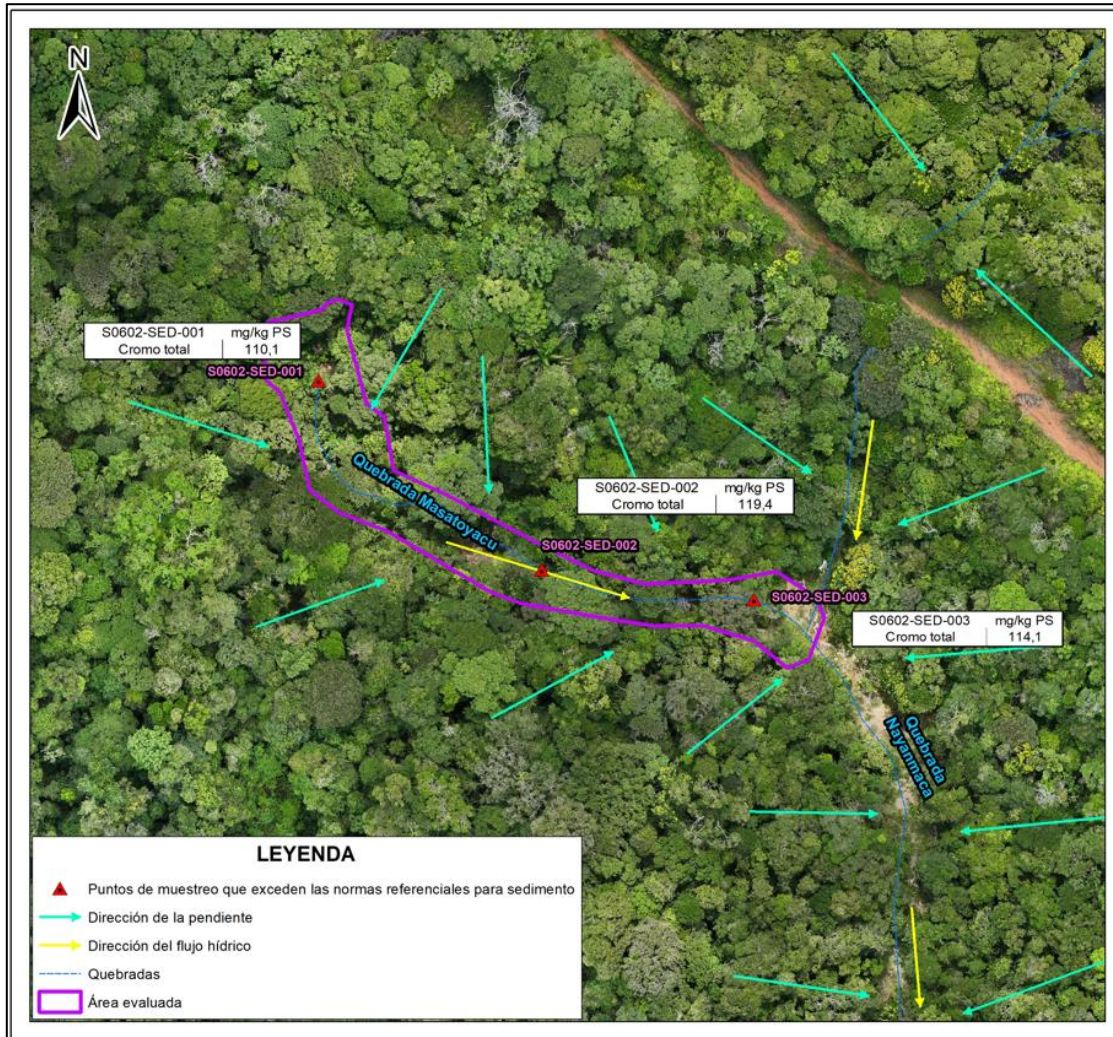 N
S0602-SED-001 mg/kg PS
Cromo total 110,1
S0602-SED-001
Quebrada Masatoyacu
S0602-SED-002 mg/kg PS
Cromo total 119,4
S0602-SED-002
S0602-SED-003
S0602-SED-003 mg/kg PS
Cromo total 114,1
Quebrada
Nayanmaca
LEYENDA
Puntos de muestreo que exceden las normas referenciales para sedimento
Dirección de la pendiente
Dirección del flujo hídrico
Quebradas
Área evaluada